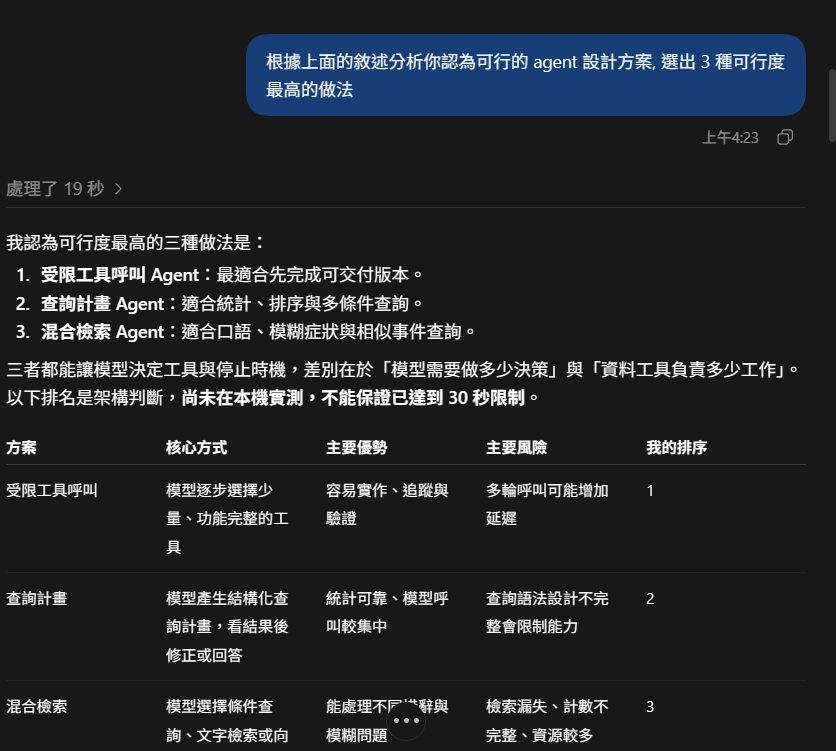 根據上面的敘述分析你認為可行的 agent 設計方案, 選出 3 種可行度
最高的做法
上午4:23
處理了 19 秒
我認為可行度最高的三種做法是：
1. 受限工具呼叫 Agent：最適合先完成可交付版本。
2. 查詢計畫 Agent：適合統計、排序與多條件查詢。
3. 混合檢索 Agent：適合口語、模糊症狀與相似事件查詢。
三者都能讓模型決定工具與停止時機，差別在於「模型需要做多少決策」與「資料工具負責多少工作」。
以下排名是架構判斷，尚未在本機實測，不能保證已達到 30 秒限制。
方案 核心方式 主要優勢 主要風險 我的排序
受限工具呼叫 模型逐步選擇少 容易實作、追蹤與 多輪呼叫可能增加 1
量、功能完整的工 驗證 延遲
具
查詢計畫 模型產生結構化查 統計可靠、模型呼 查詢語法設計不完 2
詢計畫，看結果後 叫較集中 整會限制能力
修正或回答
混合檢索 模型選擇條件查 能處理不同 辭與 檢索漏失、計數不 3
詢、文字檢索或向 模糊問題 完整、資源較多